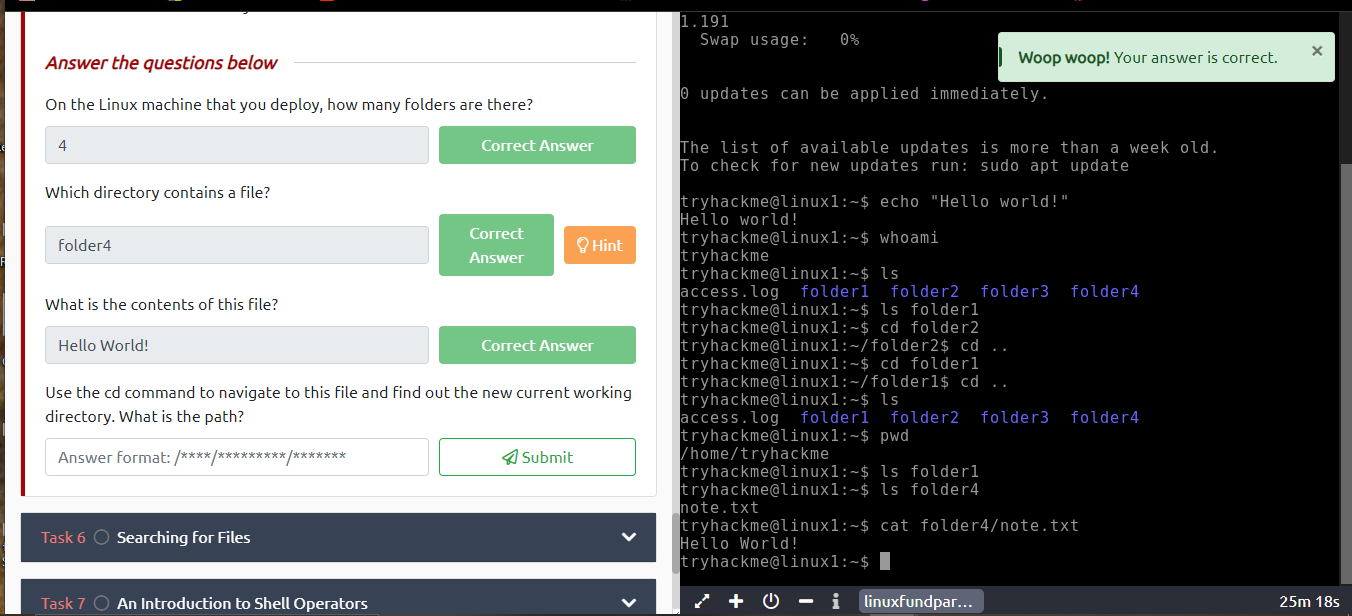 Answer the questions below
On the Linux machine that you deploy, how many folders are there?
4
Correct Answer
Which directory contains a file?
folder4
Correct
Answer
Hint
What is the contents of this file?
Hello World!
Correct Answer
Use the cd command to navigate to this file and find out the new current working
directory. What is the path?
Answer format: /****/*********/*******
Submit
Task 6 Searching for Files
Task 7 An Introduction to Shell Operators
1.191
Swap usage:   0%
Woop woop! Your answer is correct. ×
0 updates can be applied immediately.
The list of available updates is more than a week old.
To check for new updates run: sudo apt update
tryhackme@linux1:~$ echo "Hello world!"
Hello world!
tryhackme@linux1:~$ whoami
tryhackme
tryhackme@linux1:~$ ls
access.log  folder1  folder2  folder3  folder4
tryhackme@linux1:~$ ls folder1
tryhackme@linux1:~$ cd folder2
tryhackme@linux1:~/folder2$ cd ..
tryhackme@linux1:~$ cd folder1
tryhackme@linux1:~/folder1$ cd ..
tryhackme@linux1:~$ ls
access.log  folder1  folder2  folder3  folder4
tryhackme@linux1:~$ pwd
/home/tryhackme
tryhackme@linux1:~$ ls folder1
tryhackme@linux1:~$ ls folder4
note.txt
tryhackme@linux1:~$ cat folder4/note.txt
Hello World!
tryhackme@linux1:~$
linuxfundpar...
25m 18s